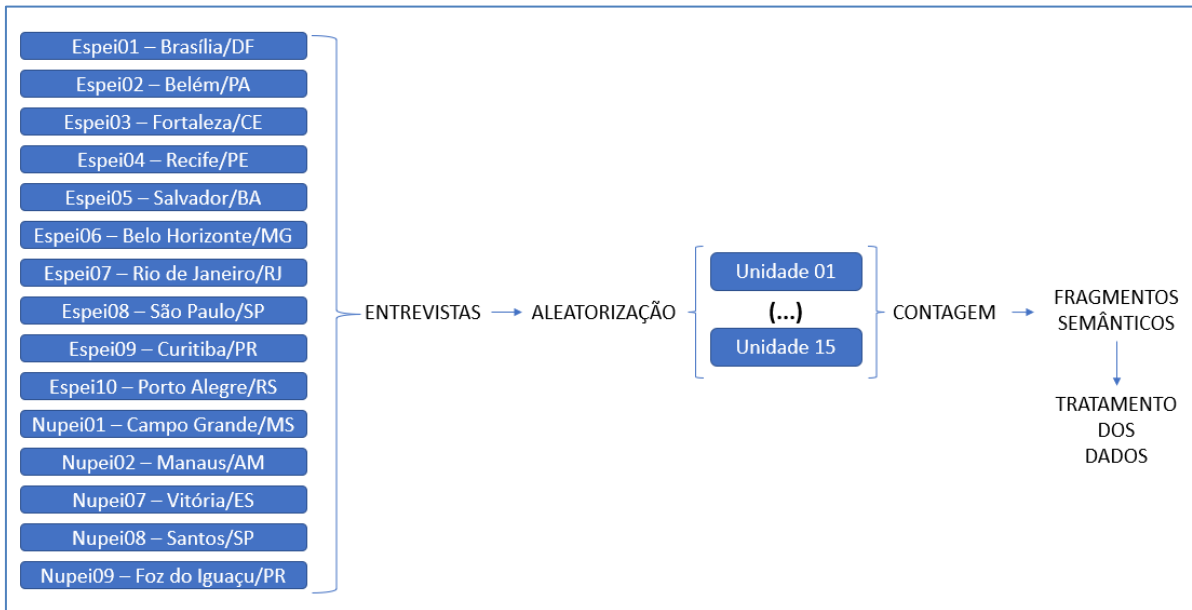 Espei01 – Brasília/DF
Espei02 – Belém/PA
Espei03 – Fortaleza/CE
Espei04 – Recife/PE
Espei05 – Salvador/BA
Espei06 – Belo Horizonte/MG
Espei07 – Rio de Janeiro/RJ
Espei08 – São Paulo/SP
Espei09 – Curitiba/PR
Espei10 – Porto Alegre/RS
Nupei01 – Campo Grande/MS
Nupei02 – Manaus/AM
Nupei07 – Vitória/ES
Nupei08 – Santos/SP
Nupei09 – Foz do Iguaçu/PR
ENTREVISTAS
ALEATORIZAÇÃO
Unidade 01
(...)
Unidade 15
CONTAGEM
FRAGMENTOS
SEMÂNTICOS
TRATAMENTO
DOS
DADOS